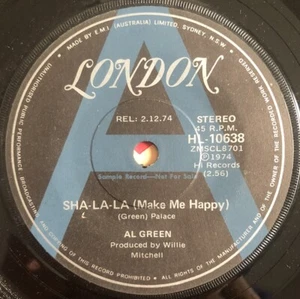 MADE BY E.M.I. (AUSTRALIA) LIMITED, SYDNEY, N.S.W.
ALL RIGHTS OF THE MANUFACTURER AND OF THE OWNER OF THE RECORDED WORK RESERVED
UNAUTHORISED PUBLIC PERFORMANCE, BROADCASTING AND DUBBING OF THIS RECORD PROHIBITED
LONDON
A
REL: 2.12.74
STEREO
45 R.P.M.
HL-10638
ZMSCL8701
℗1974
Hi Records
(2.56)
Sample Record—Not For Sale
SHA-LA-LA (Make Me Happy)
(Green) Palace
AL GREEN
Produced by Willie
Mitchell